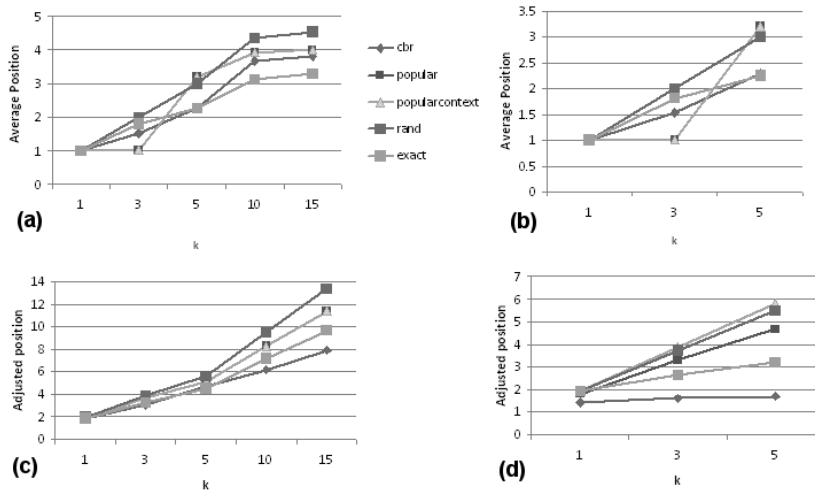 5
4
3
2
1
0
Average Position
1 3 5 10 15
k
(a)
cbr
popular
popularcontext
rand
exact
3.5
3
2.5
2
1.5
1
0.5
0
Average Position
1 3 5
k
(b)
14
12
10
8
6
4
2
0
Adjusted position
1 3 5 10 15
k
(c)
7
6
5
4
3
2
1
0
Adjusted position
1 3 5
k
(d)